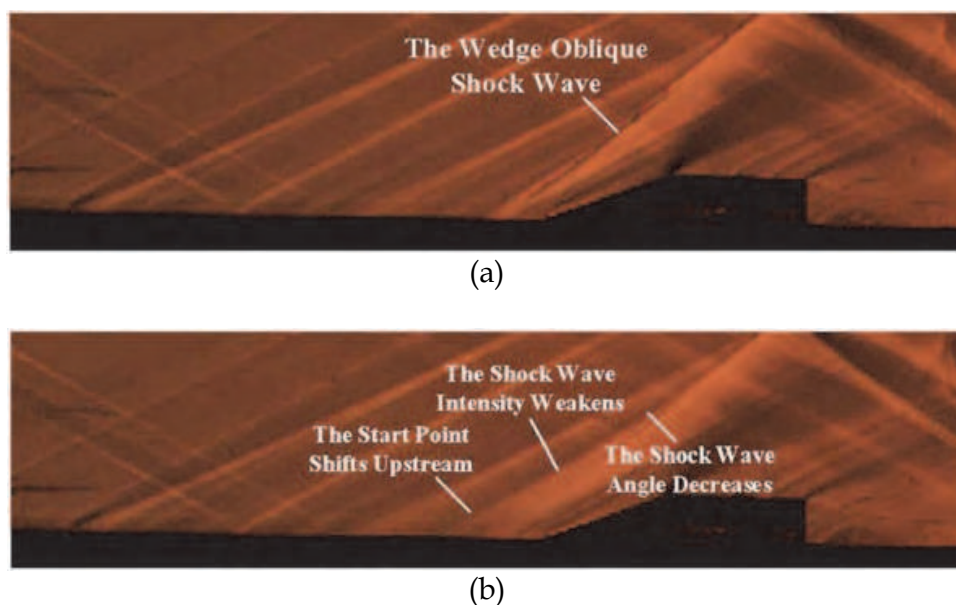 The Wedge Oblique
Shock Wave
(a)
The Shock Wave
Intensity Weakens
The Start Point
Shifts Upstream
The Shock Wave
Angle Decreases
(b)